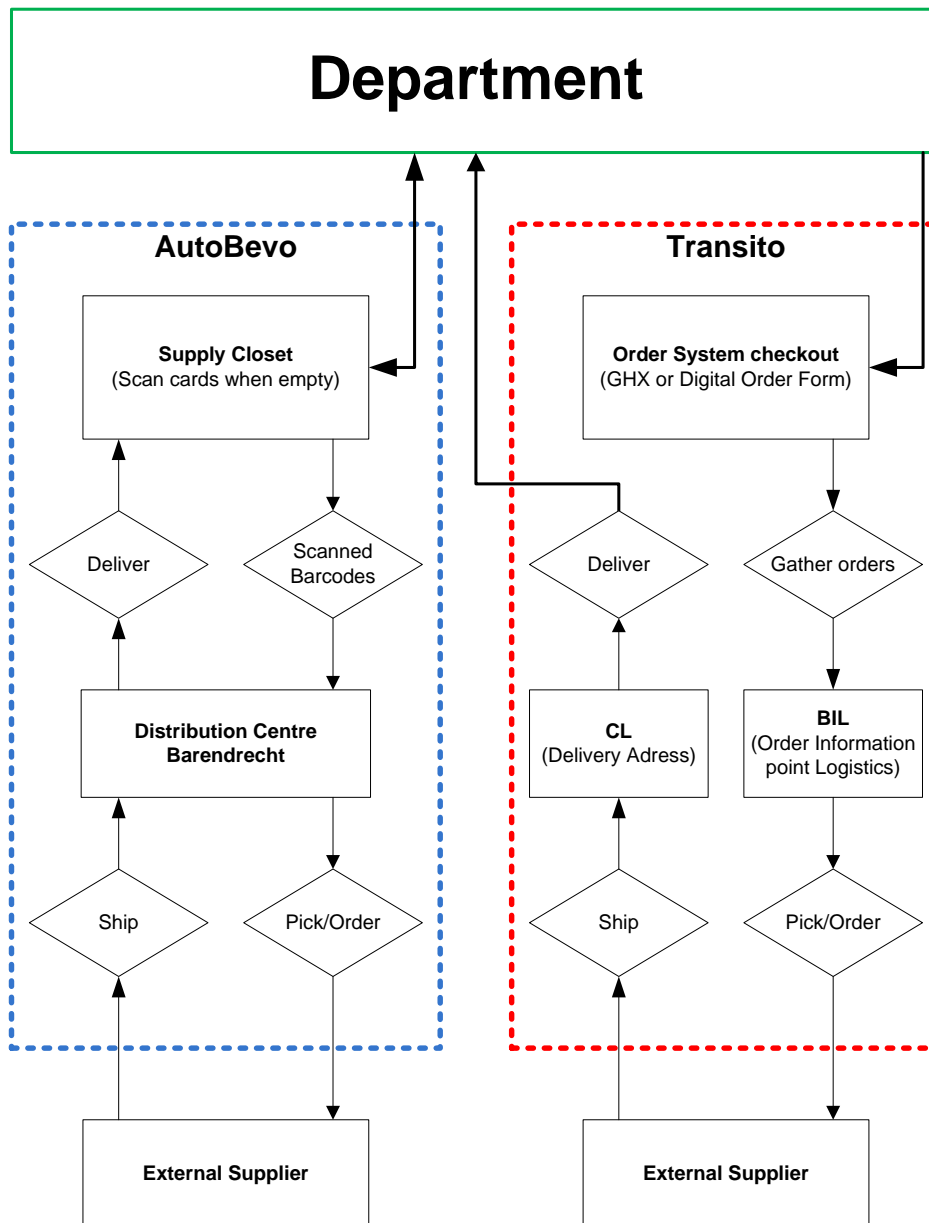 Department
AutoBevo
Supply Closet
(Scan cards when empty)
Deliver
Scanned
Barcodes
Distribution Centre
Barendrecht
Ship
Pick/Order
External Supplier
Transito
Order System checkout
(GHX or Digital Order Form)
Deliver
Gather orders
CL
(Delivery Adress)
BIL
(Order Information
point Logistics)
Ship
Pick/Order
External Supplier